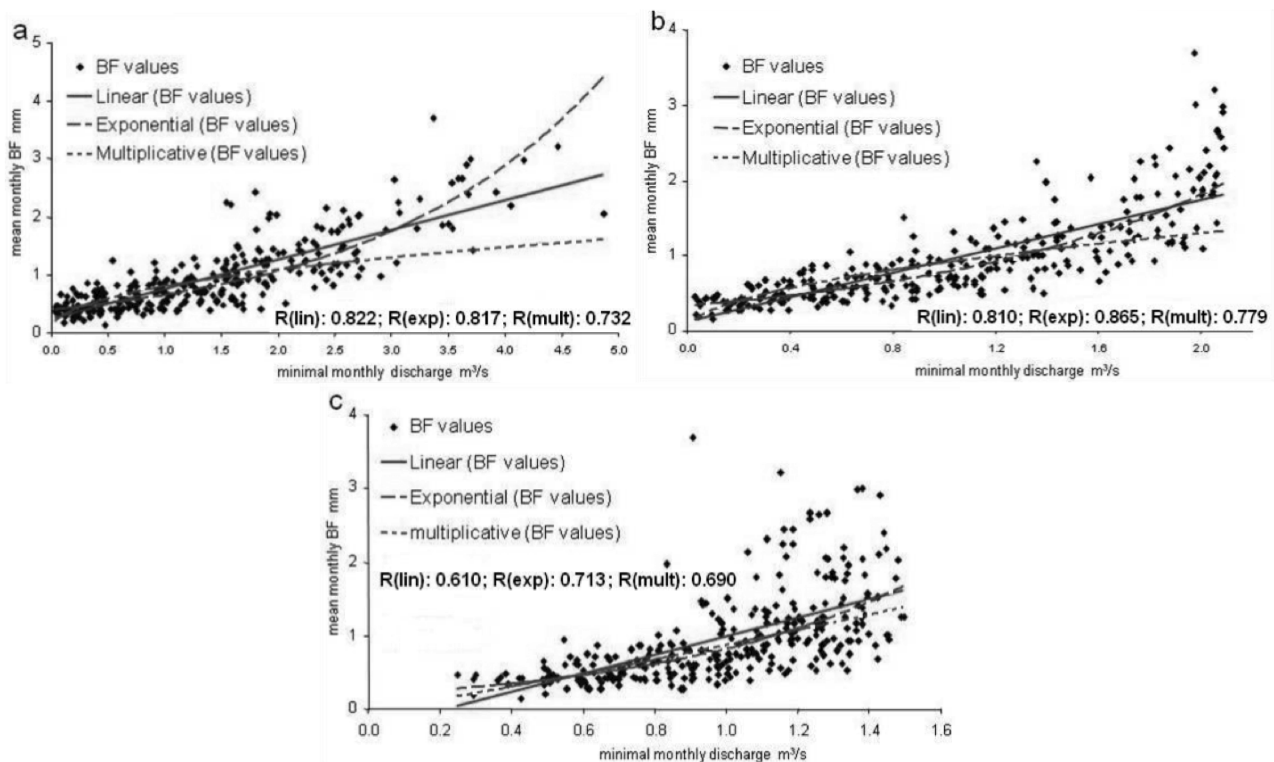 a
5
4
3
2
1
0
mean monthly BF mm
BF values
Linear (BF values)
Exponential (BF values)
Multiplicative (BF values)
R(lin): 0.822; R(exp): 0.817; R(mult): 0.732
0.0 0.5 1.0 1.5 2.0 2.5 3.0 3.5 4.0 4.5 5.0
minimal monthly discharge m³/s
b
4
3
2
1
0
mean monthly BF mm
BF values
Linear (BF values)
Exponential (BF values)
Multiplicative (BF values)
R(lin): 0.810; R(exp): 0.865; R(mult): 0.779
0.0 0.4 0.8 1.2 1.6 2.0
minimal monthly discharge m³/s
c
4
3
2
1
0
mean monthly BF mm
BF values
Linear (BF values)
Exponential (BF values)
multiplicative (BF values)
R(lin): 0.610; R(exp): 0.713; R(mult): 0.690
0.0 0.2 0.4 0.6 0.8 1.0 1.2 1.4 1.6
minimal monthly discharge m³/s